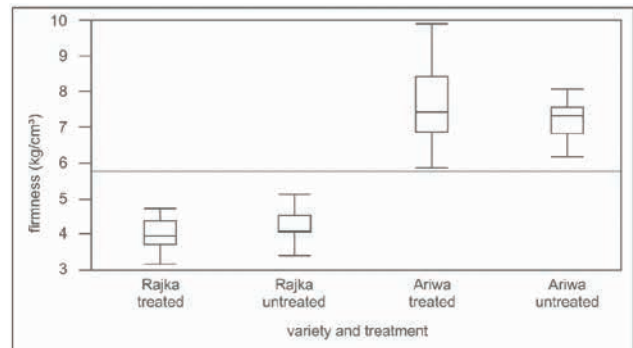 10
9
8
7
6
5
4
3
firmness (kg/cm³)
Rajka treated
Rajka untreated
Ariwa treated
Ariwa untreated
variety and treatment